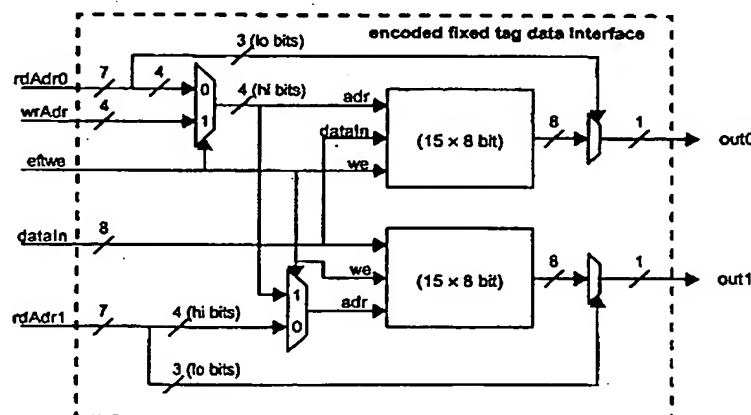 encoded fixed tag data interface
3 (lo bits)
rdAdr0
7
4
0
4 (hi bits)
adr
wrAdr
4
1
dataIn
(15 × 8 bit)
8
1
out0
eftwe
we
dataIn
8
we
(15 × 8 bit)
8
1
out1
1
adr
rdAdr1
7
4 (hi bits)
0
3 (lo bits)